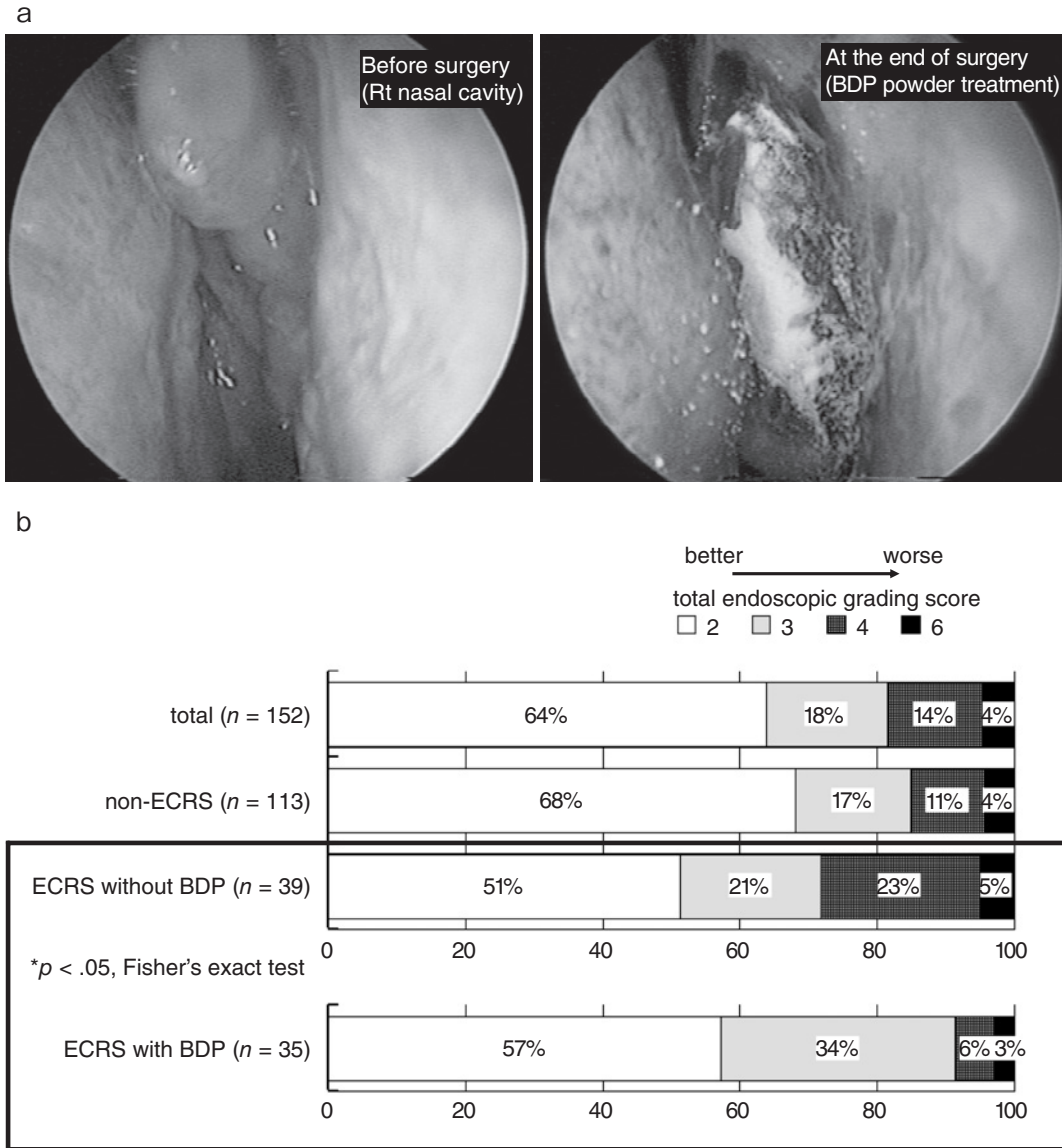 a
Before surgery
(Rt nasal cavity)
At the end of surgery
(BDP powder treatment)
b
better worse
total endoscopic grading score
2 3 4 6
total (n = 152) 64% 18% 14% 4%
non-ECRS (n = 113) 68% 17% 11% 4%
ECRS without BDP (n = 39) 51% 21% 23% 5%
0 20 40 60 80 100
*p < .05, Fisher's exact test
ECRS with BDP (n = 35) 57% 34% 6% 3%
0 20 40 60 80 100